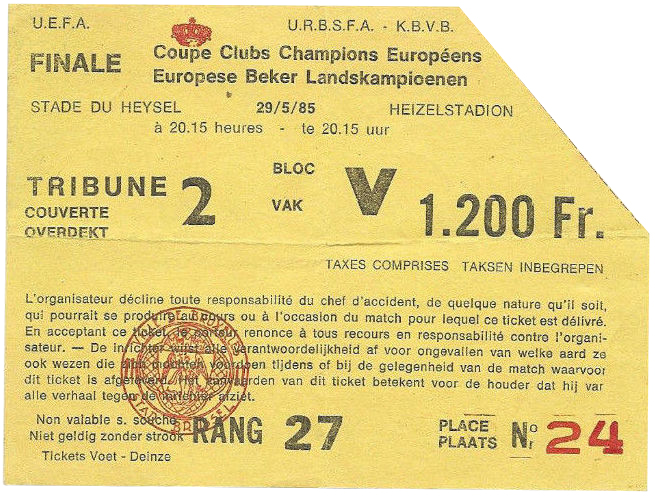 U.E.F.A. U.R.B.S.F.A. - K.B.V.B.
FINALE Coupe Clubs Champions Européens
Europese Beker Landskampioenen
STADE DU HEYSEL 29/5/85 HEIZELSTADION
à 20.15 heures - te 20.15 uur
TRIBUNE 2 BLOC V 1.200 Fr.
COUVERTE VAK
OVERDEKT
TAXES COMPRISES TAKSEN INBEGREPEN
L'organisateur décline toute responsabilité du chef d'accident, de quelque nature qu'il soit,
qui pourrait se produire au cours ou à l'occasion du match pour lequel ce ticket est délivré.
En acceptant ce ticket, le porteur renonce à tous recours en responsabilité contre l'organi-
sateur. — De inrichter wijst alle verantwoordelijkheid af voor ongevallen van welke aard ze
ook wezen die zich mochten voordoen tijdens of bij de gelegenheid van de match waarvoor
dit ticket is afgeleverd. Het aanvaarden van dit ticket betekent voor de houder dat hij var
alle verhaal tegen de inrichter afziet.
Non valable s. souche RANG 27 PLACE No 24
Niet geldig zonder strook PLAATS Nr
Tickets Voet - Deinze